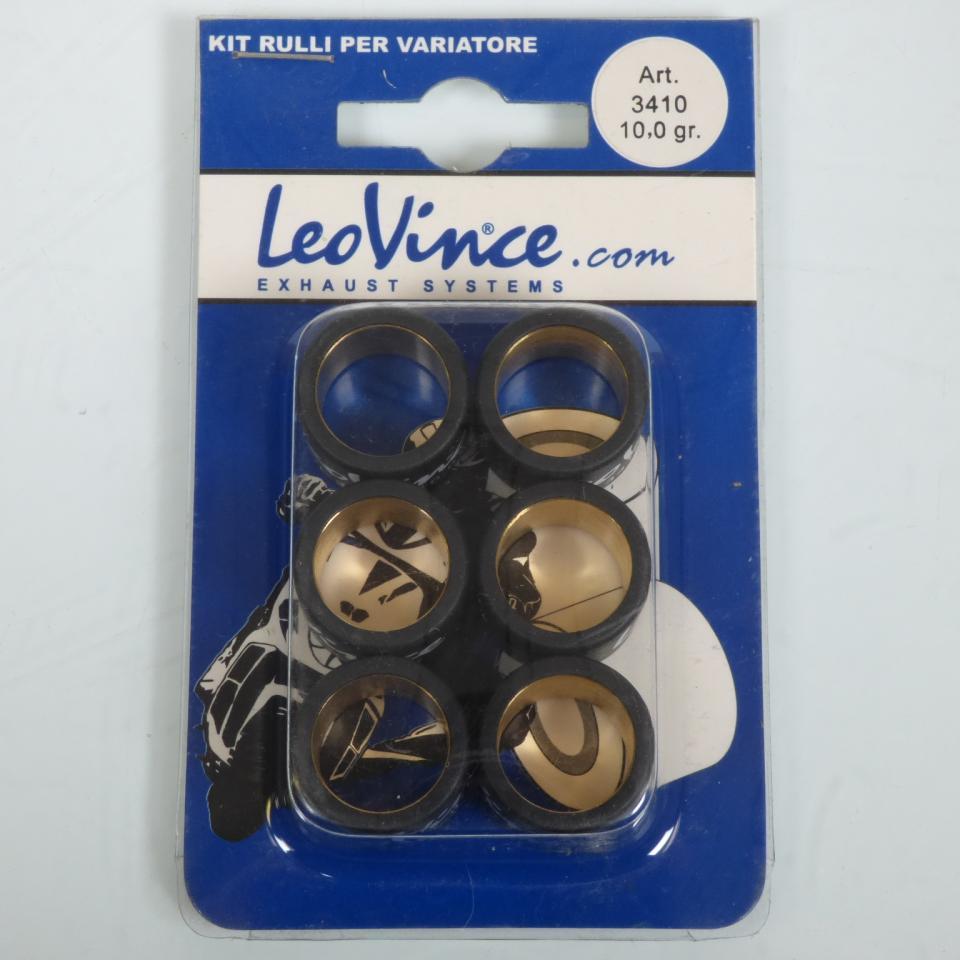 KIT RULLI PER VARIATORE
Art.
3410
10,0 gr.
LeoVince®.com
EXHAUST SYSTEMS